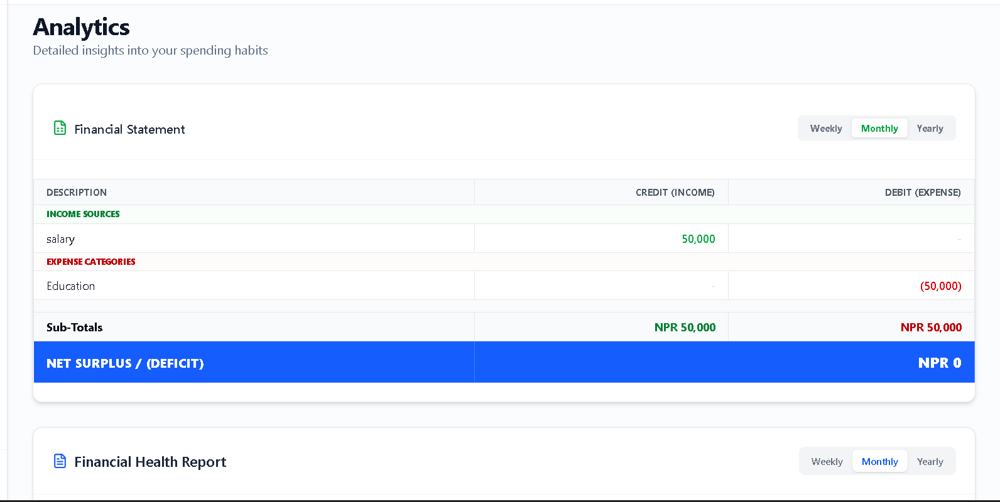 Analytics
Detailed insights into your spending habits
Financial Statement
Weekly Monthly Yearly
DESCRIPTION CREDIT (INCOME) DEBIT (EXPENSE)
INCOME SOURCES
salary 50,000 -
EXPENSE CATEGORIES
Education - (50,000)
Sub-Totals NPR 50,000 NPR 50,000
NET SURPLUS / (DEFICIT) NPR 0
Financial Health Report
Weekly Monthly Yearly